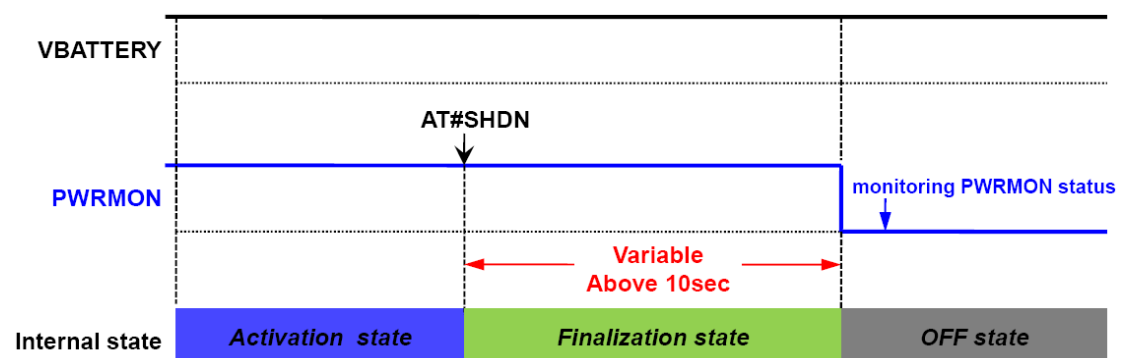 VBATTERY
AT#SHDN
PWRMON
monitoring PWRMON status
Variable
Above 10sec
Internal state
Activation state
Finalization state
OFF state